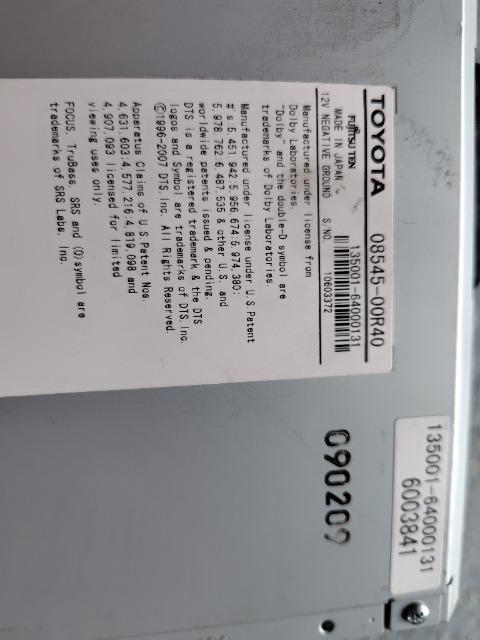 TOYOTA 08545-00R40
FUJITSU TEN
MADE IN JAPAN
135001-64000131
12V NEGATIVE GROUND S/NO. 10603372
Manufactured under license from
Dolby Laboratories.
"Dolby" and the double-D symbol are
trademarks of Dolby Laboratories.
Manufactured under license under U.S.Patent
#'s:5,451,942;5,956,674;5,974,380;
5,978,762;6,487,535 & other U.S. and
worldwide patents issued & pending.
DTS is a registered trademark & the DTS
logos and Symbol are trademarks of DTS, Inc.
©1996-2007 DTS, Inc. All Rights Reserved.
Apparatus Claims of U.S.Patent Nos.
4,631,603;4,577,216;4,819,098 and
4,907,093 licensed for limited
viewing uses only.
FOCUS, TruBass, SRS and (O)symbol are
trademarks of SRS Labs, Inc.
090209
135001-64000131
6003841